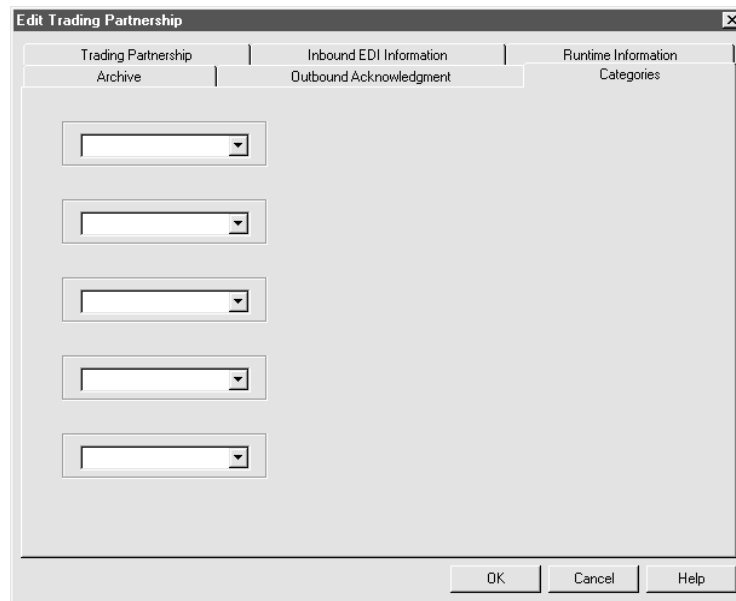 Edit Trading Partnership
Trading Partnership Inbound EDI Information Runtime Information
Archive Outbound Acknowledgment Categories
OK Cancel Help